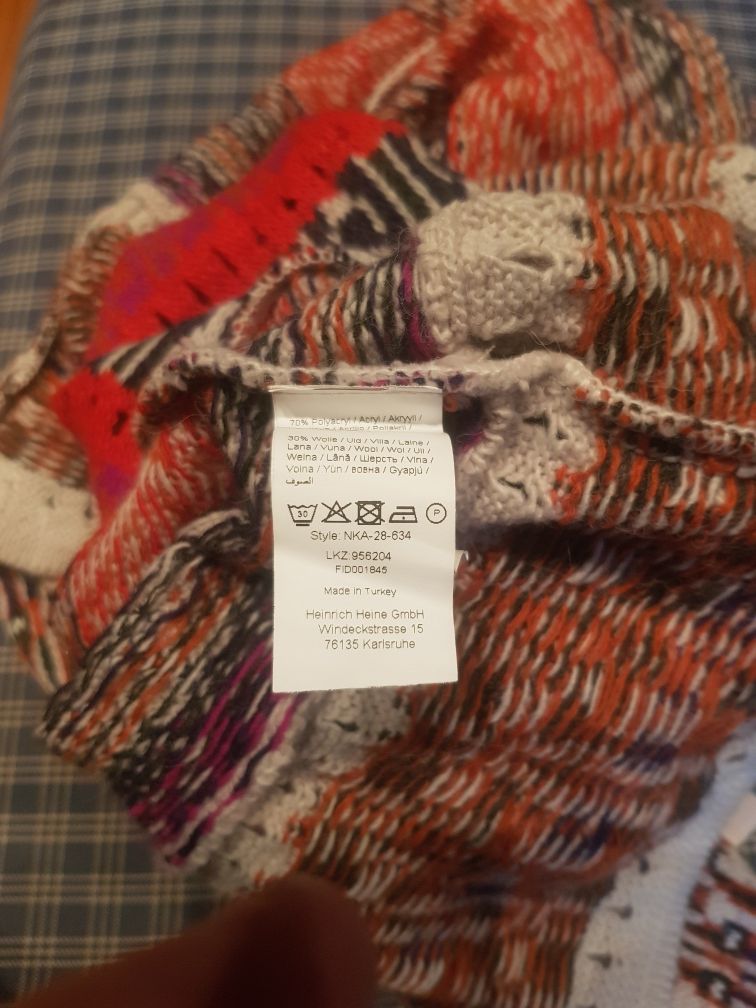 70% Polyacryl / Acryl / Akryyli /
30% Wolle / Uld / Villa / Laine /
Lana / Vuna / Wool / Wol / Ull /
Wełna / Lână / Шерсть / Vlna /
Volna / Yün / вовна / Gyapjú /
الصوف
30 P
Style: NKA-28-634
LKZ:956204
FID001845
Made in Turkey
Heinrich Heine GmbH
Windeckstrasse 15
76135 Karlsruhe